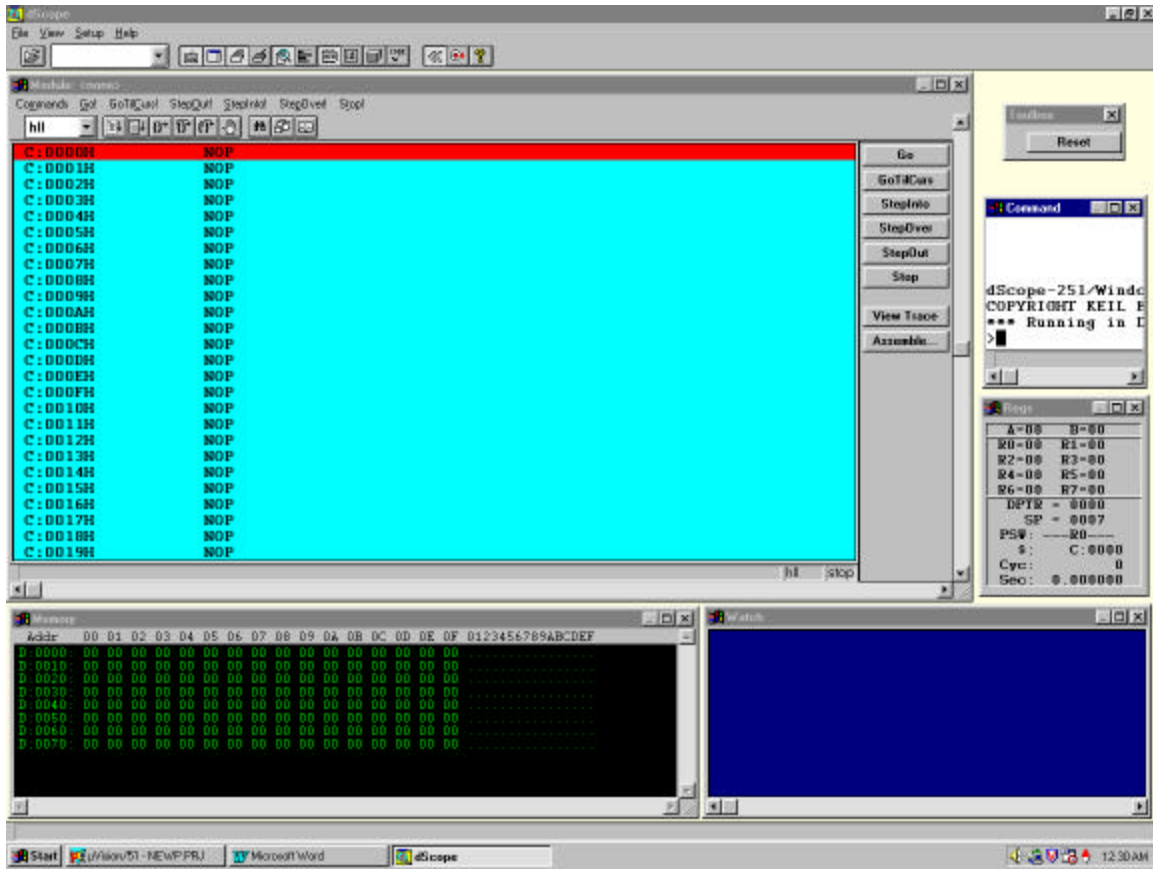 dScope
File View Setup Help
Module: <none>
Commands Go! GoTilCurs! StepOut! StepInto! StepOver! Stop!
hll
C:0000H NOP
C:0001H NOP
C:0002H NOP
C:0003H NOP
C:0004H NOP
C:0005H NOP
C:0006H NOP
C:0007H NOP
C:0008H NOP
C:0009H NOP
C:000AH NOP
C:000BH NOP
C:000CH NOP
C:000DH NOP
C:000EH NOP
C:000FH NOP
C:0010H NOP
C:0011H NOP
C:0012H NOP
C:0013H NOP
C:0014H NOP
C:0015H NOP
C:0016H NOP
C:0017H NOP
C:0018H NOP
C:0019H NOP
hll stop
Go
GoTilCurs
StepInto
StepOver
StepOut
Stop
View Trace
Assemble...
Toolbox
Reset
Command
dScope-251/Windo
COPYRIGHT KEIL E
*** Running in D
>
Regs
A=00 B=00
R0=00 R1=00
R2=00 R3=00
R4=00 R5=00
R6=00 R7=00
DPTR = 0000
SP = 0007
PSW: ---R0---
$: C:0000
Cyc: 0
Sec: 0.000000
Memory
Addr 00 01 02 03 04 05 06 07 08 09 0A 0B 0C 0D 0E 0F 0123456789ABCDEF
D:0000: 00 00 00 00 00 00 00 00 00 00 00 00 00 00 00 00 ................
D:0010: 00 00 00 00 00 00 00 00 00 00 00 00 00 00 00 00 ................
D:0020: 00 00 00 00 00 00 00 00 00 00 00 00 00 00 00 00 ................
D:0030: 00 00 00 00 00 00 00 00 00 00 00 00 00 00 00 00 ................
D:0040: 00 00 00 00 00 00 00 00 00 00 00 00 00 00 00 00 ................
D:0050: 00 00 00 00 00 00 00 00 00 00 00 00 00 00 00 00 ................
D:0060: 00 00 00 00 00 00 00 00 00 00 00 00 00 00 00 00 ................
D:0070: 00 00 00 00 00 00 00 00 00 00 00 00 00 00 00 00 ................
Watch
Start µVision/51 - NEWP.PRJ Microsoft Word dScope 12:30 AM